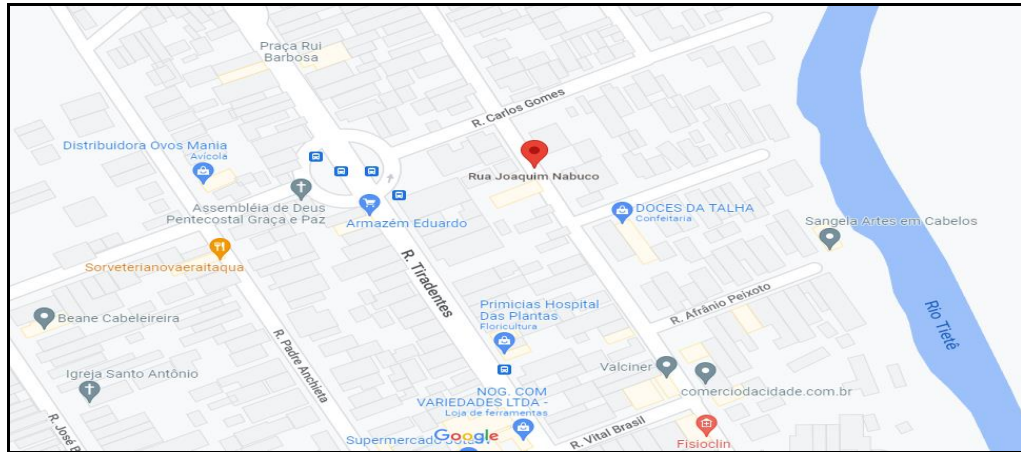 Praça Rui
Barbosa
R. Carlos Gomes
Distribuidora Ovos Mania
Avícola
Rua Joaquim Nabuco
Assembléia de Deus
Pentecostal Graça e Paz
Armazém Eduardo
DOCES DA TALHA
Confeitaria
Sangela Artes em Cabelos
Sorveterianovaeraitaqua
R. Tiradentes
Primicias Hospital
Das Plantas
Floricultura
R. Afrânio Peixoto
Rio Tietê
Beane Cabeleireira
R. Padre Anchieta
Igreja Santo Antônio
Valciner
comerciodacidade.com.br
NOG. COM
VARIEDADES LTDA -
Loja de ferramentas
R. José
Google
Supermercado
R. Vital Brasil
Fisioclin